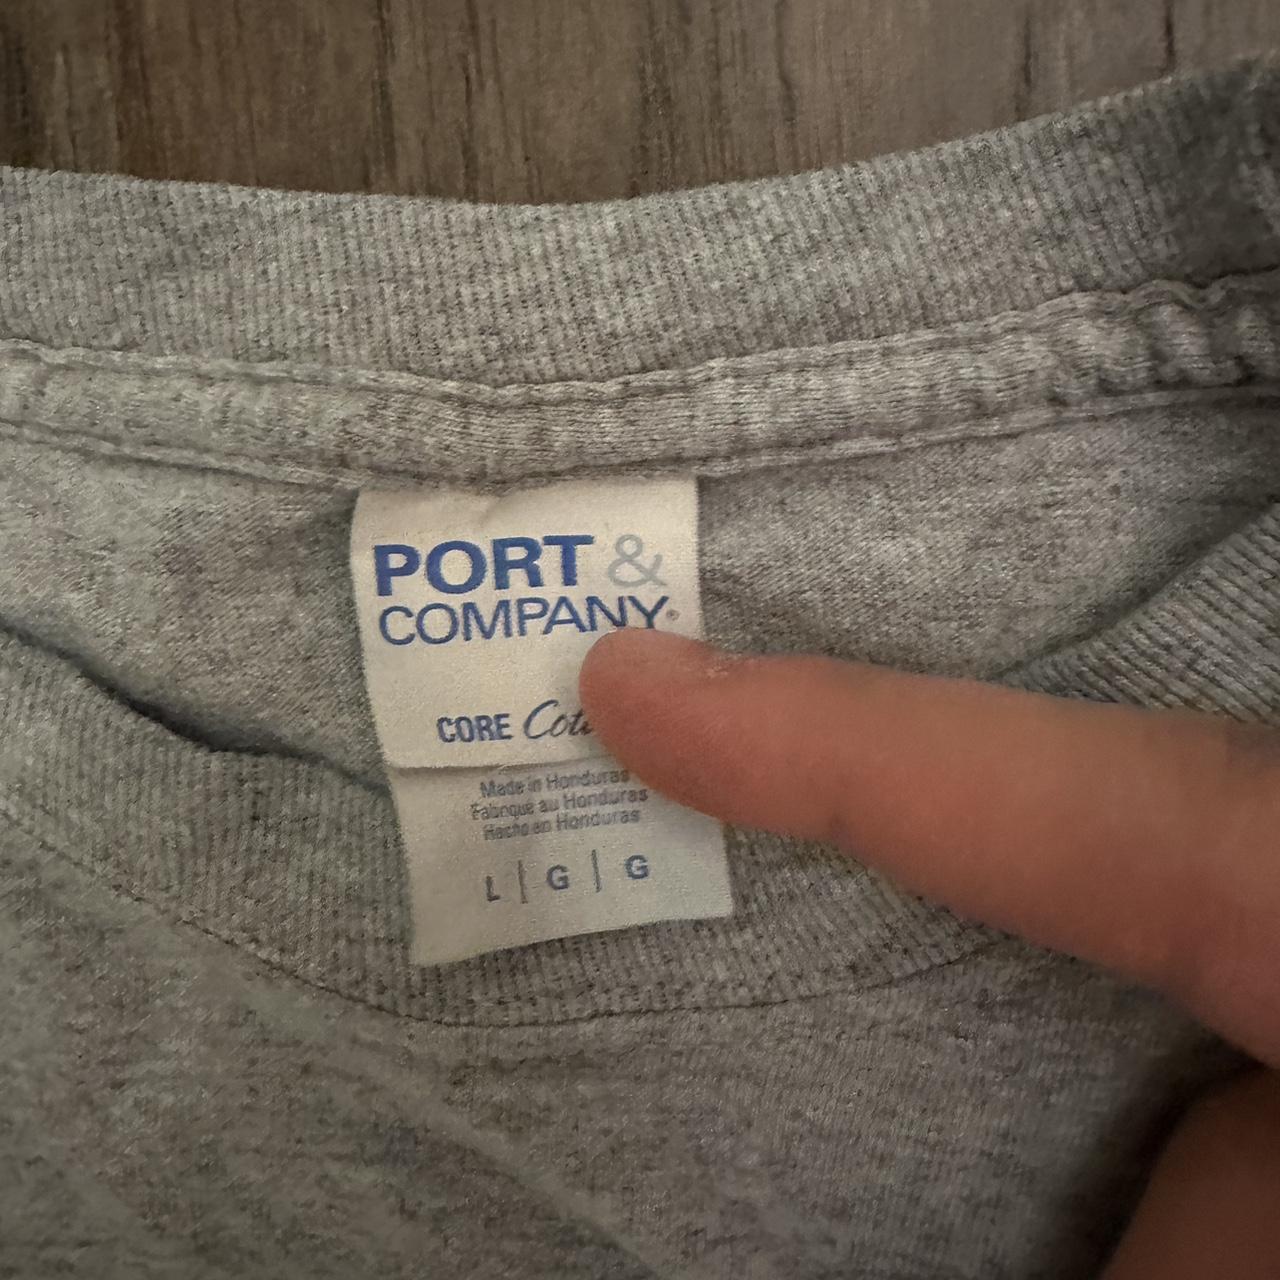 PORT &
COMPANY®
CORE
Made in Honduras
Fabriqué au Honduras
Hecho en Honduras
L | G | G